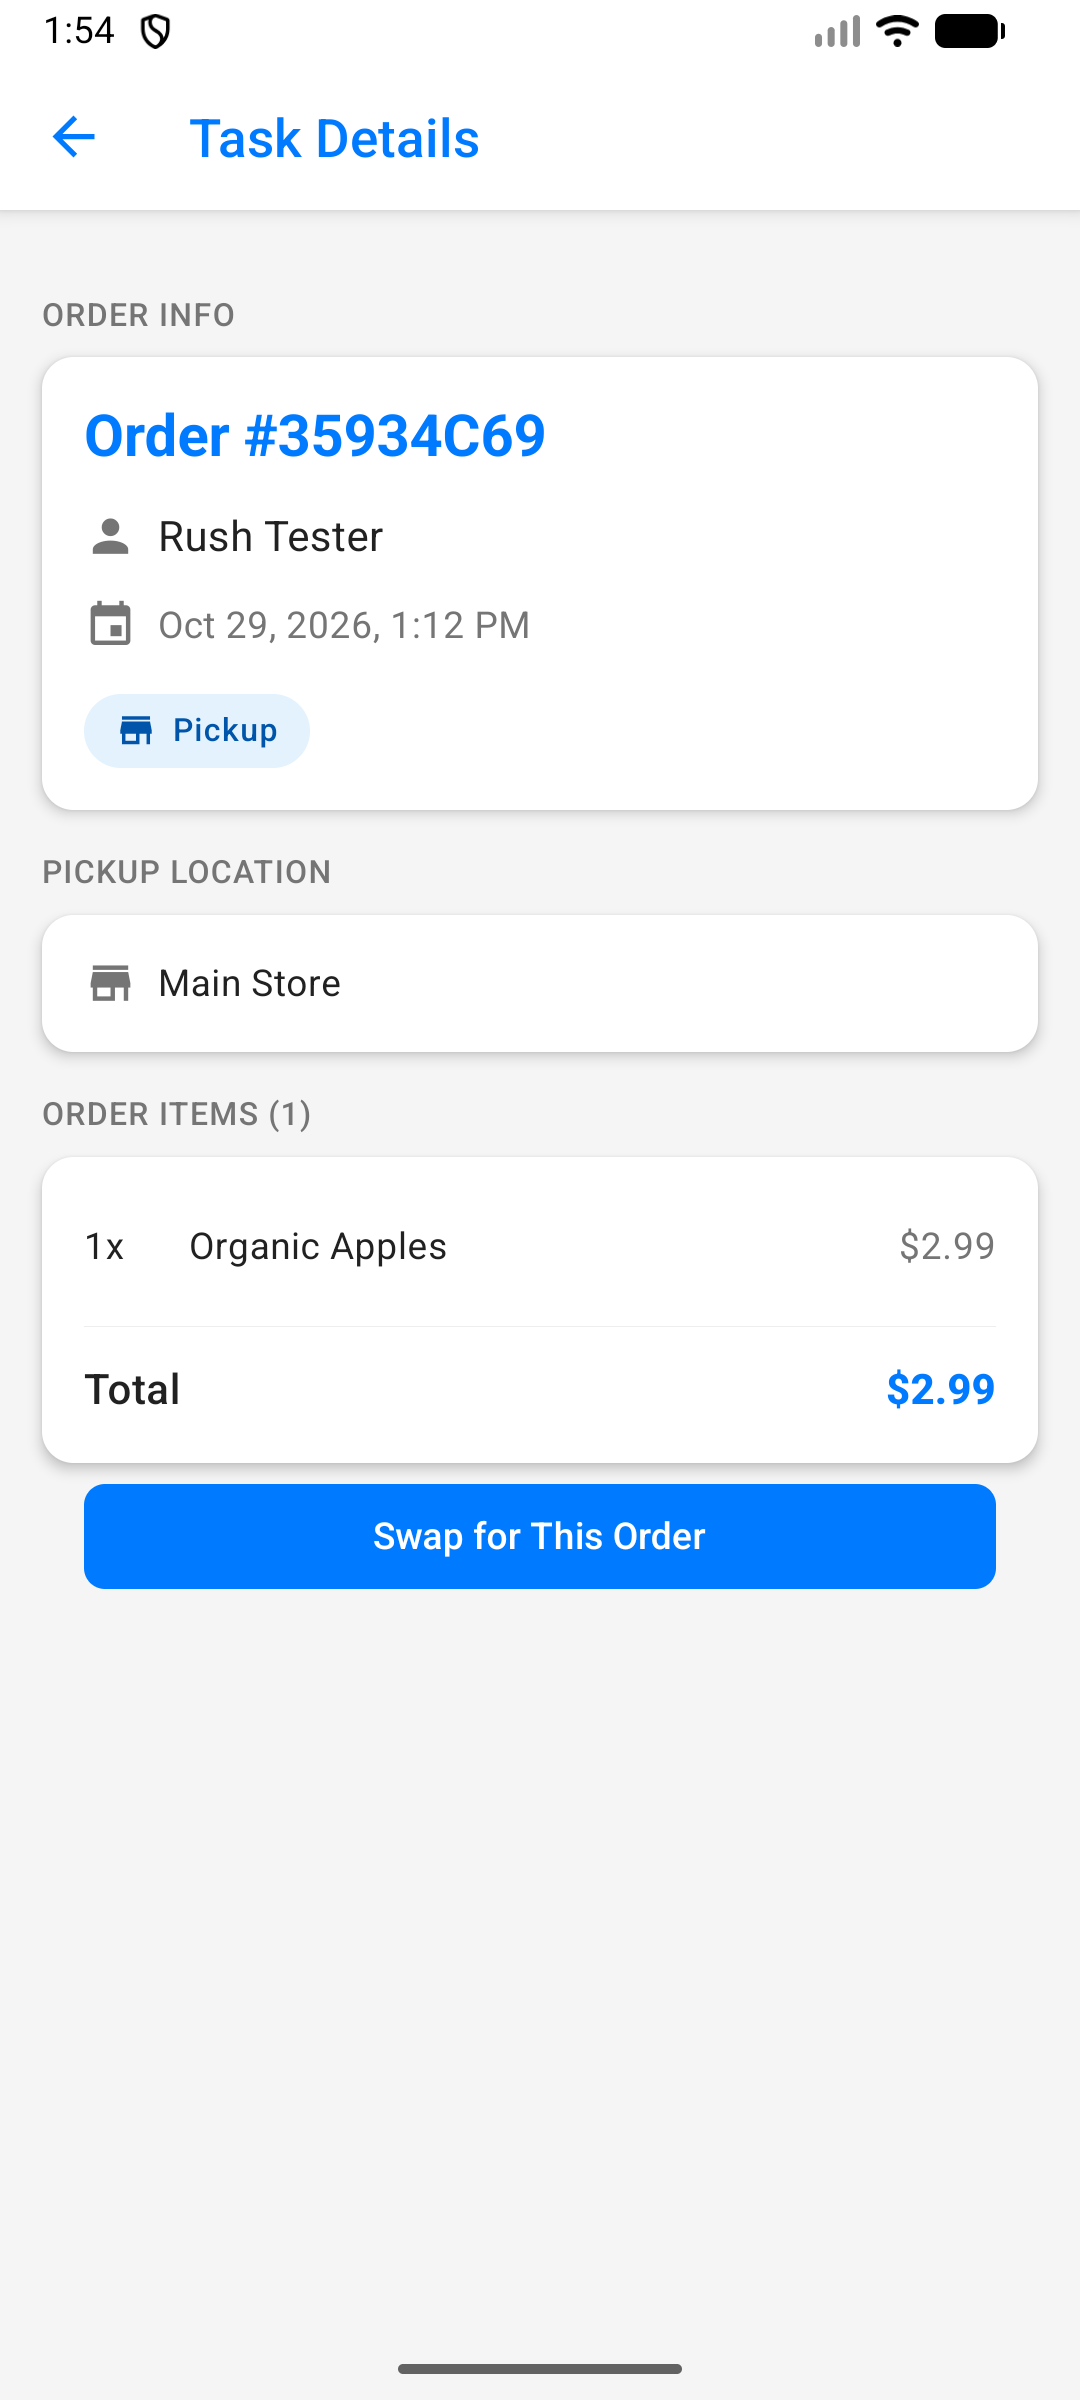 1:54
Task Details
ORDER INFO
Order #35934C69
Rush Tester
Oct 29, 2026, 1:12 PM
Pickup
PICKUP LOCATION
Main Store
ORDER ITEMS (1)
1x Organic Apples $2.99
Total $2.99
Swap for This Order